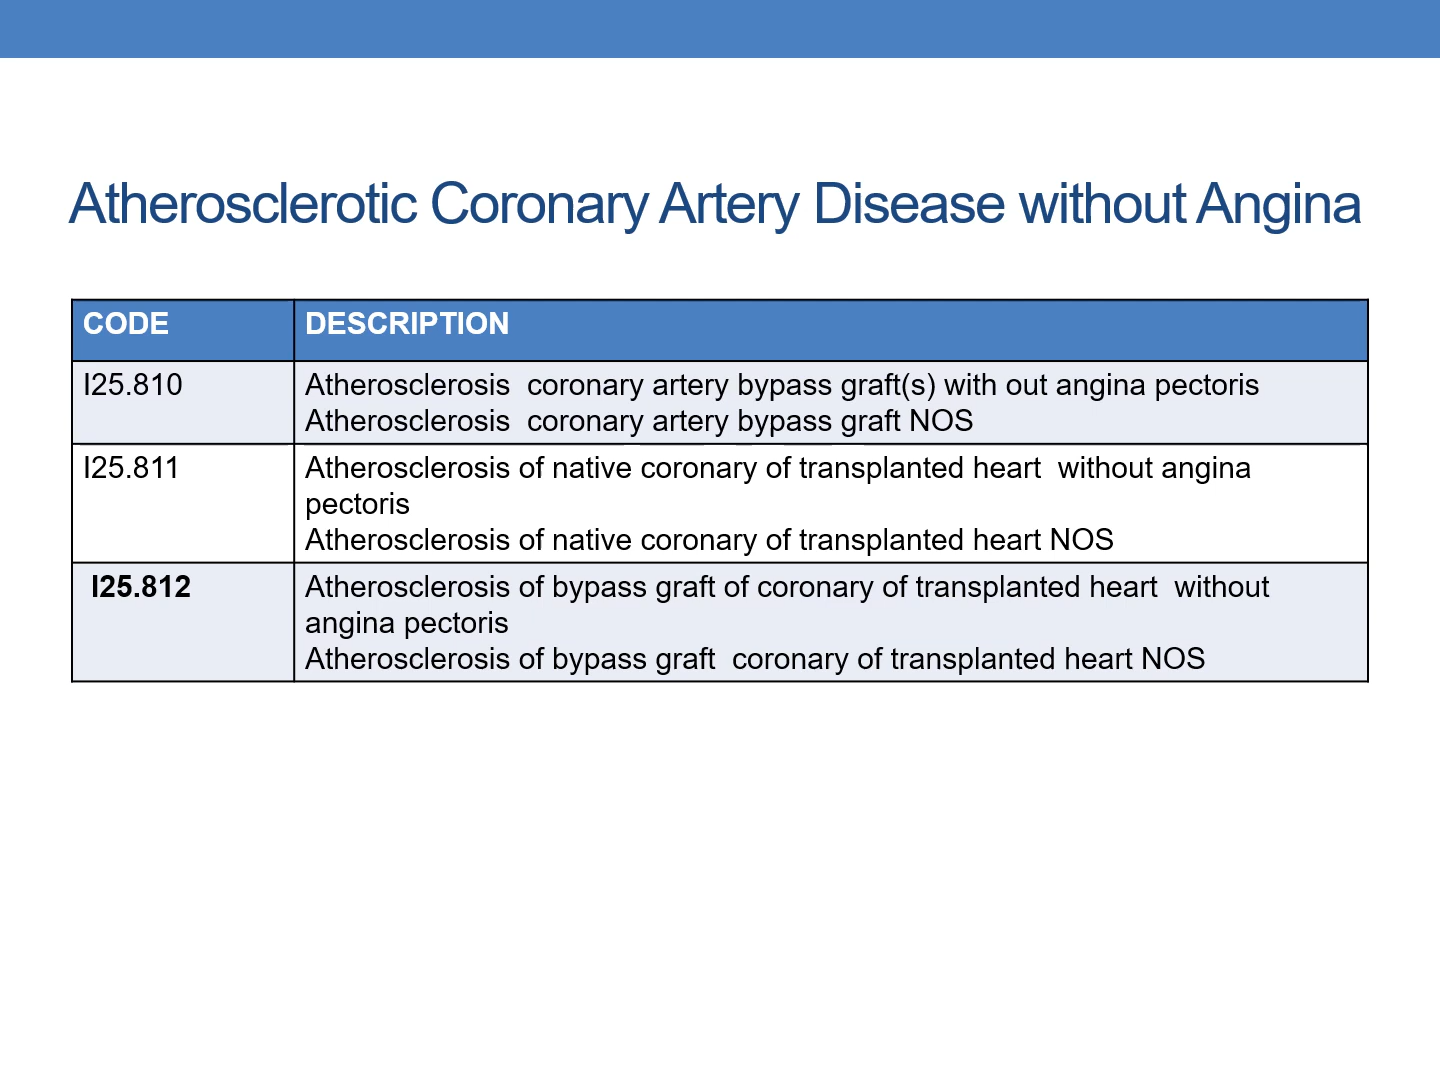 Atherosclerotic Coronary Artery Disease without Angina
CODE DESCRIPTION
I25.810 Atherosclerosis  coronary artery bypass graft(s) with out angina pectoris
Atherosclerosis  coronary artery bypass graft NOS
I25.811 Atherosclerosis of native coronary of transplanted heart  without angina
pectoris
Atherosclerosis of native coronary of transplanted heart NOS
I25.812 Atherosclerosis of bypass graft of coronary of transplanted heart  without
angina pectoris
Atherosclerosis of bypass graft  coronary of transplanted heart NOS